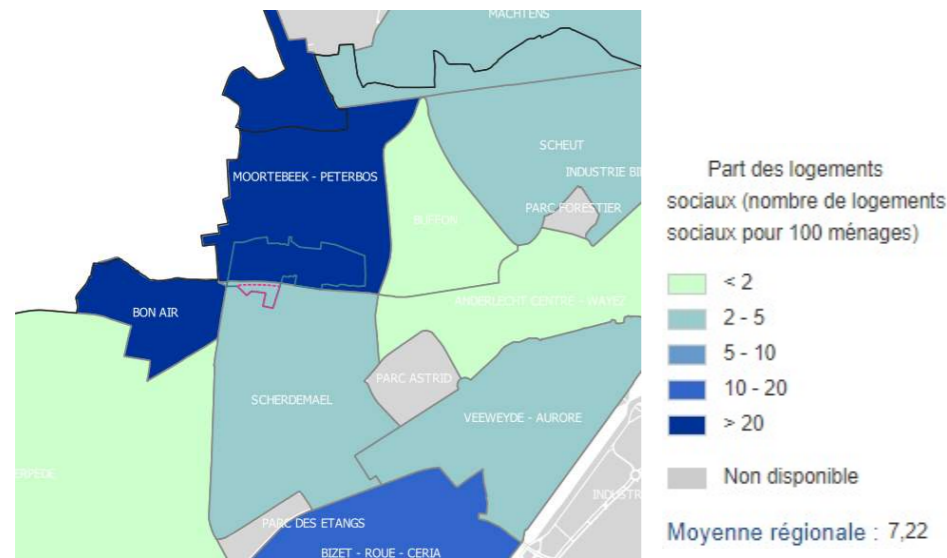 MACHTENS
SCHEUT
INDUSTRIE BI
MOORTEBEEK - PETERBOS
PARC FORESTIER
BUFFON
ANDERLECHT CENTRE - WAYEZ
BON AIR
PARC ASTRID
SCHERDEMAEL
VEEWEYDE - AURORE
ERPEDE
INDUSTR
PARC DES ETANGS
BIZET - ROUE - CERIA
Part des logements
sociaux (nombre de logements
sociaux pour 100 ménages)
< 2
2 - 5
5 - 10
10 - 20
> 20
Non disponible
Moyenne régionale : 7,22